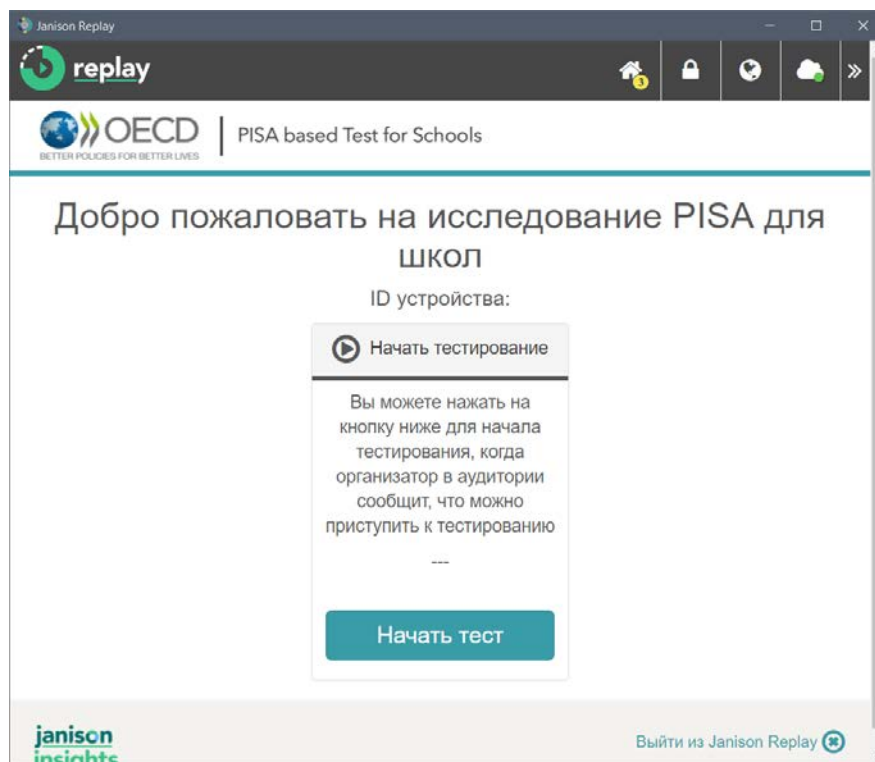 Janison Replay
replay
3
OECD
BETTER POLICIES FOR BETTER LIVES
PISA based Test for Schools
Добро пожаловать на исследование PISA для
школ
ID устройства:
Начать тестирование
Вы можете нажать на
кнопку ниже для начала
тестирования, когда
организатор в аудитории
сообщит, что можно
приступить к тестированию
---
Начать тест
janison
insights
Выйти из Janison Replay